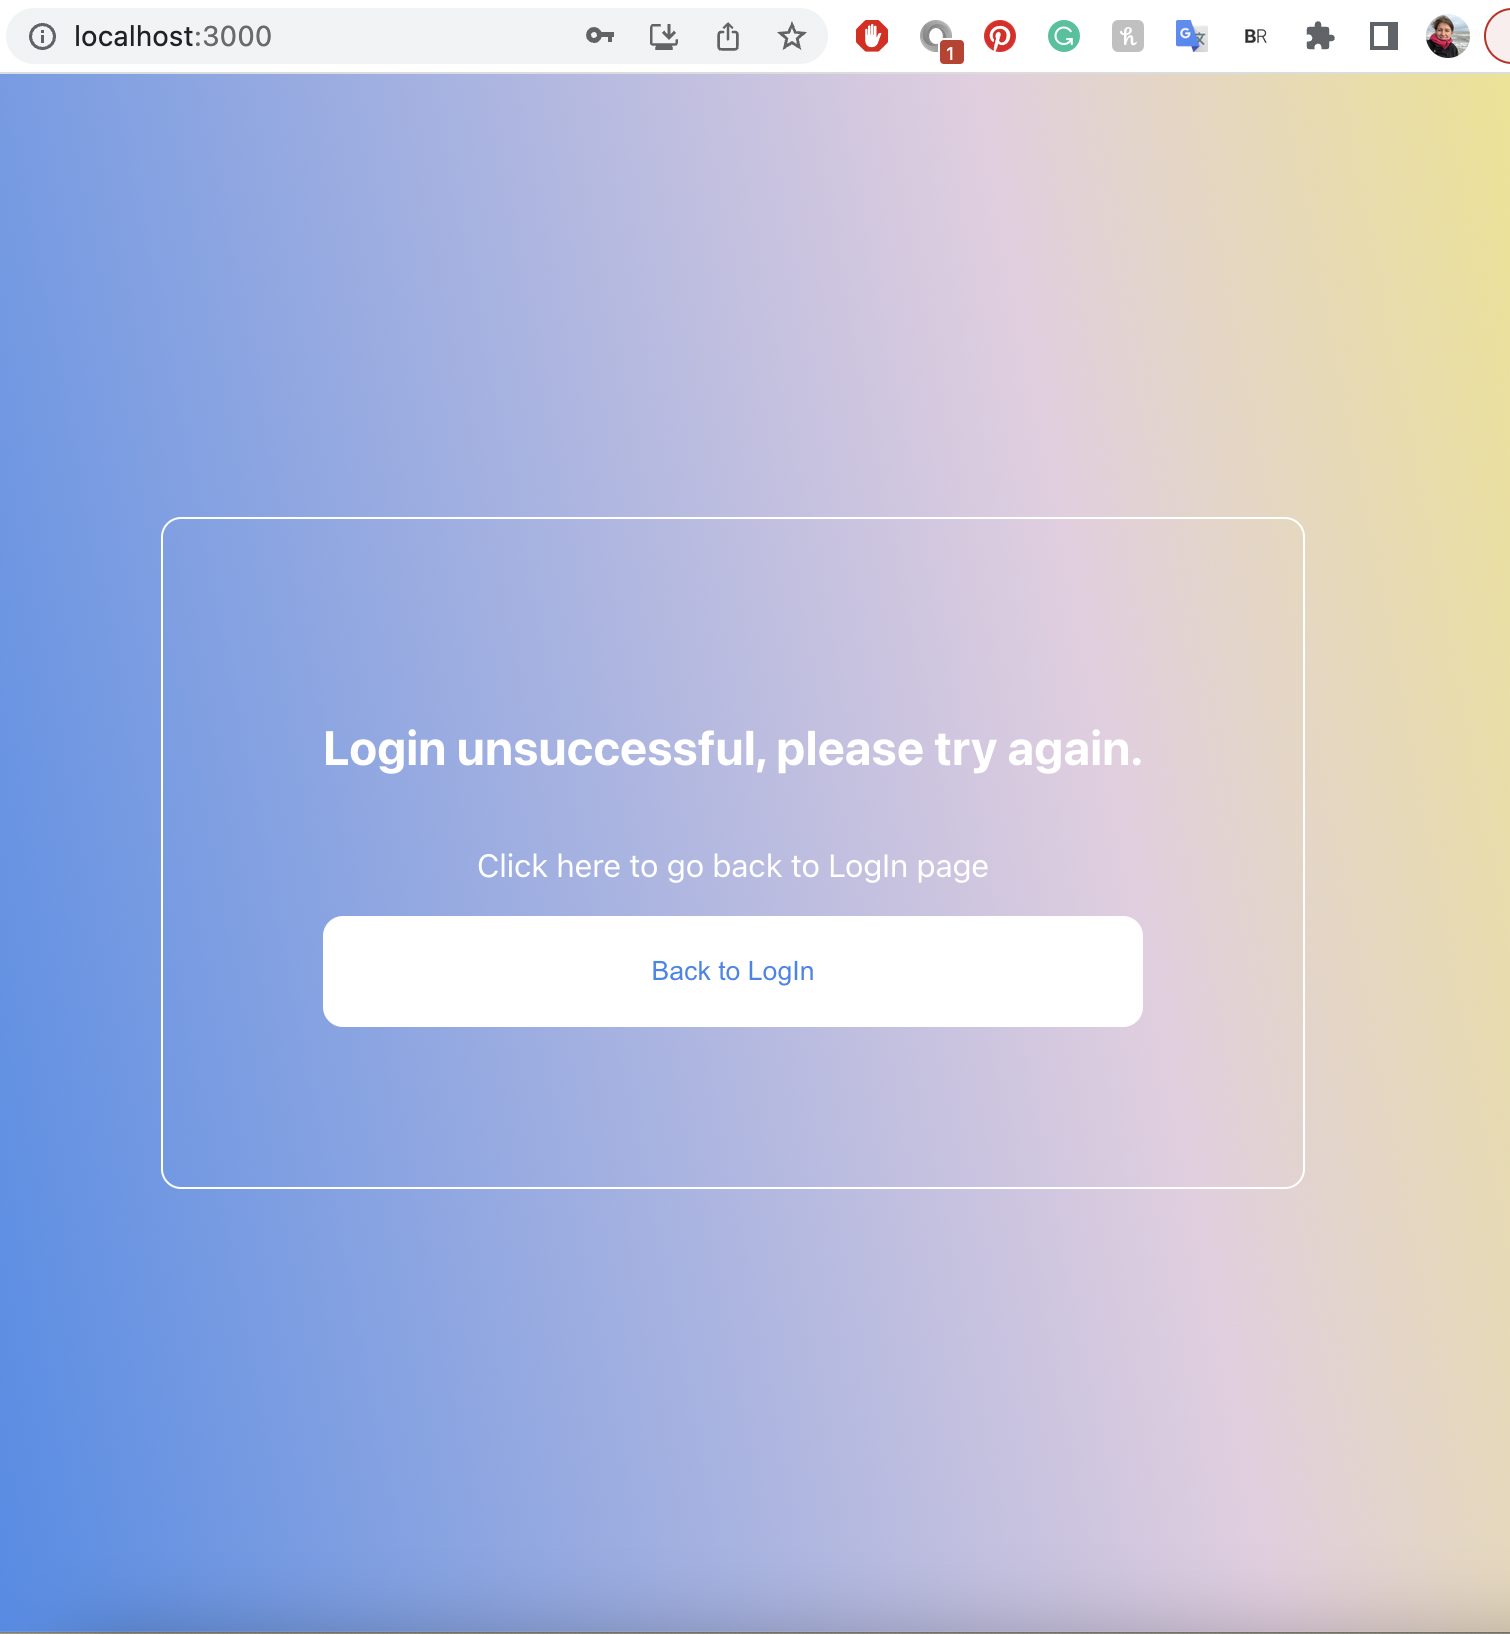 localhost:3000
1
BR
Login unsuccessful, please try again.
Click here to go back to LogIn page
Back to LogIn